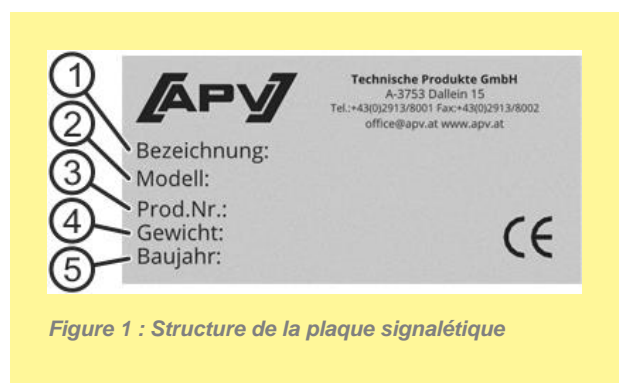 1
2
3
4
5
APV
Technische Produkte GmbH
A-3753 Dallein 15
Tel.:+43(0)2913/8001 Fax:+43(0)2913/8002
office@apv.at www.apv.at
Bezeichnung:
Modell:
Prod.Nr.:
Gewicht:
Baujahr:
CE
Figure 1 : Structure de la plaque signalétique